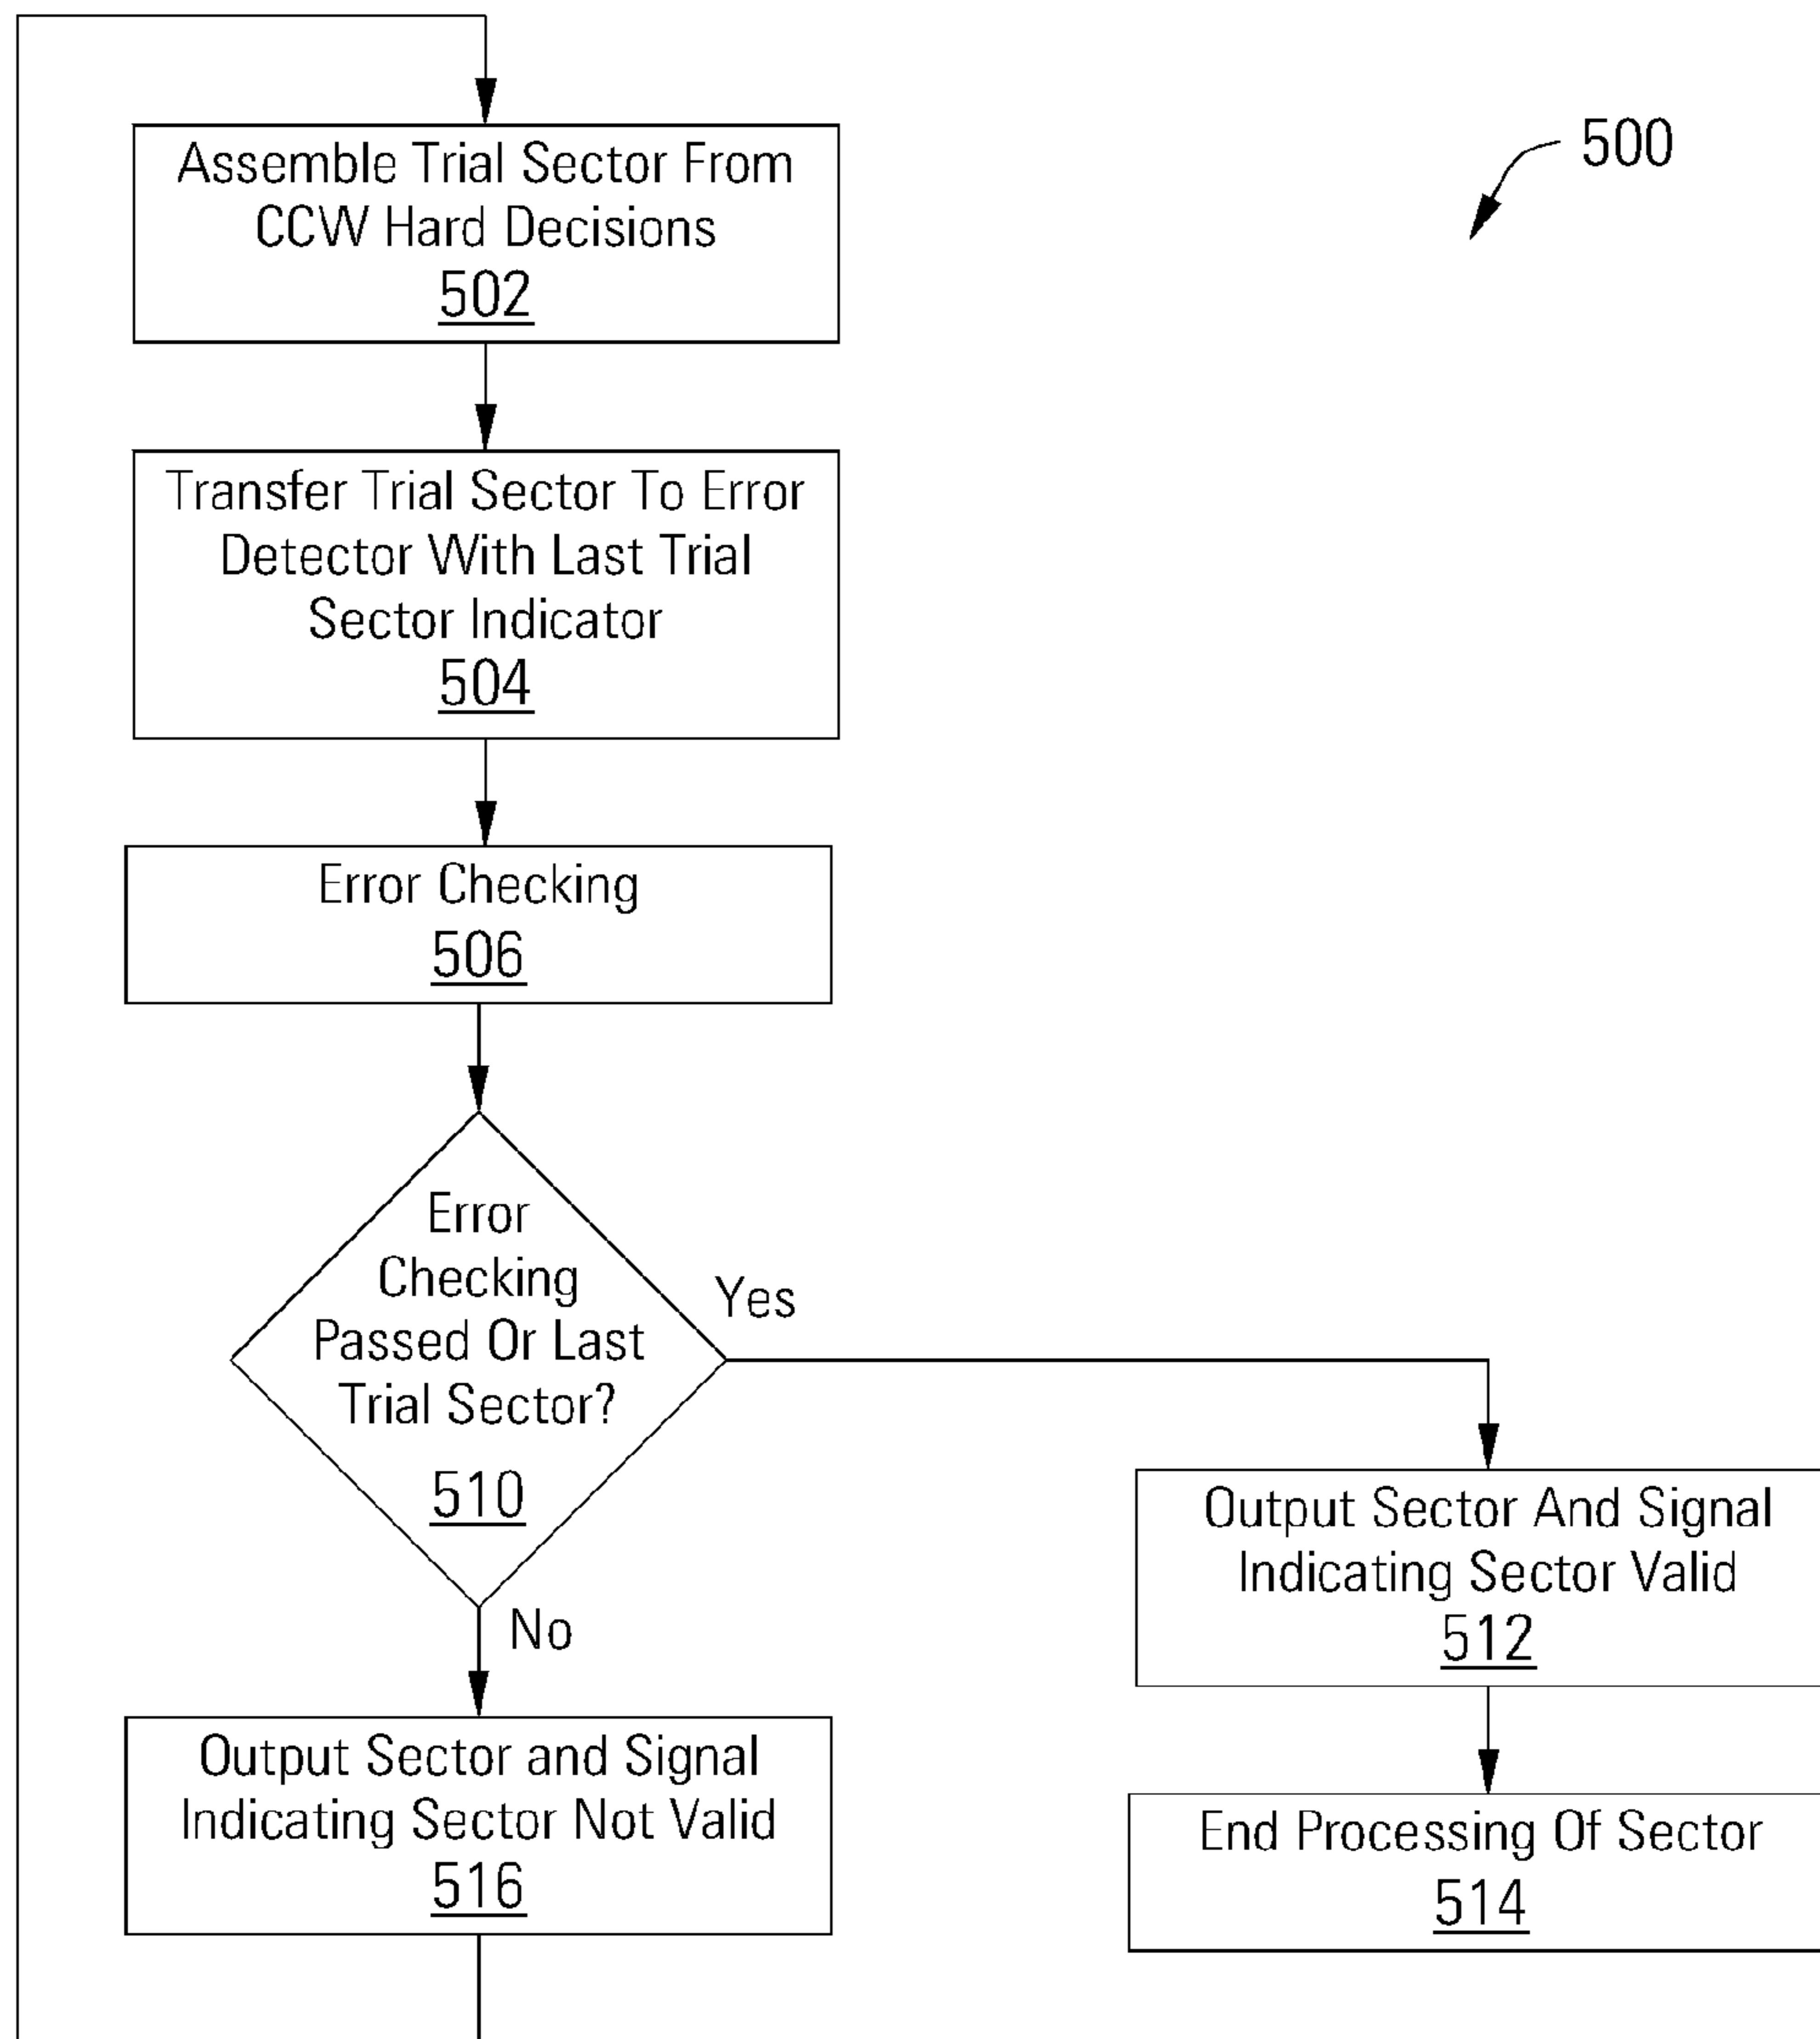 500
Assemble Trial Sector From
CCW Hard Decisions
502
Transfer Trial Sector To Error
Detector With Last Trial
Sector Indicator
504
Error Checking
506
Error
Checking
Passed Or Last
Trial Sector?
510
Yes
No
Output Sector And Signal
Indicating Sector Valid
512
End Processing Of Sector
514
Output Sector and Signal
Indicating Sector Not Valid
516